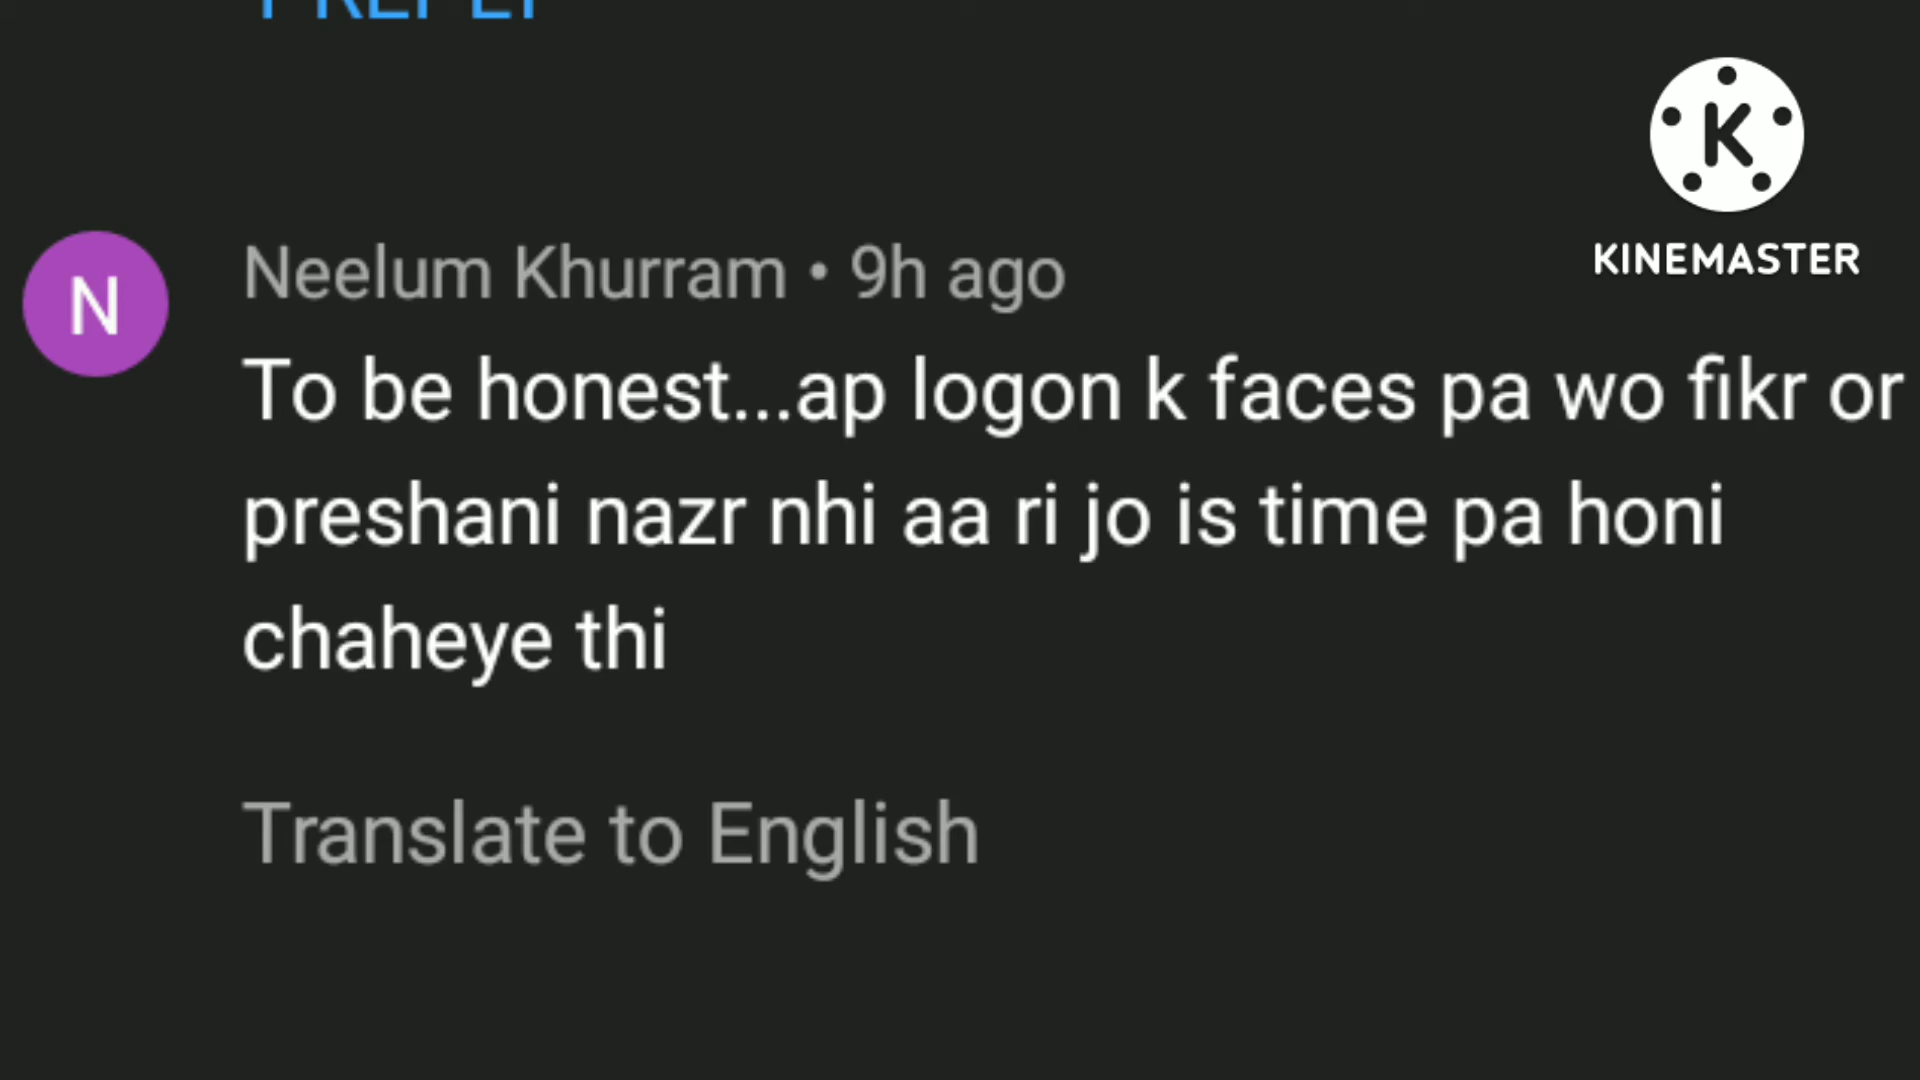 KINEMASTER
N
Neelum Khurram • 9h ago
To be honest...ap logon k faces pa wo fikr or
preshani nazr nhi aa ri jo is time pa honi
chaheye thi
Translate to English